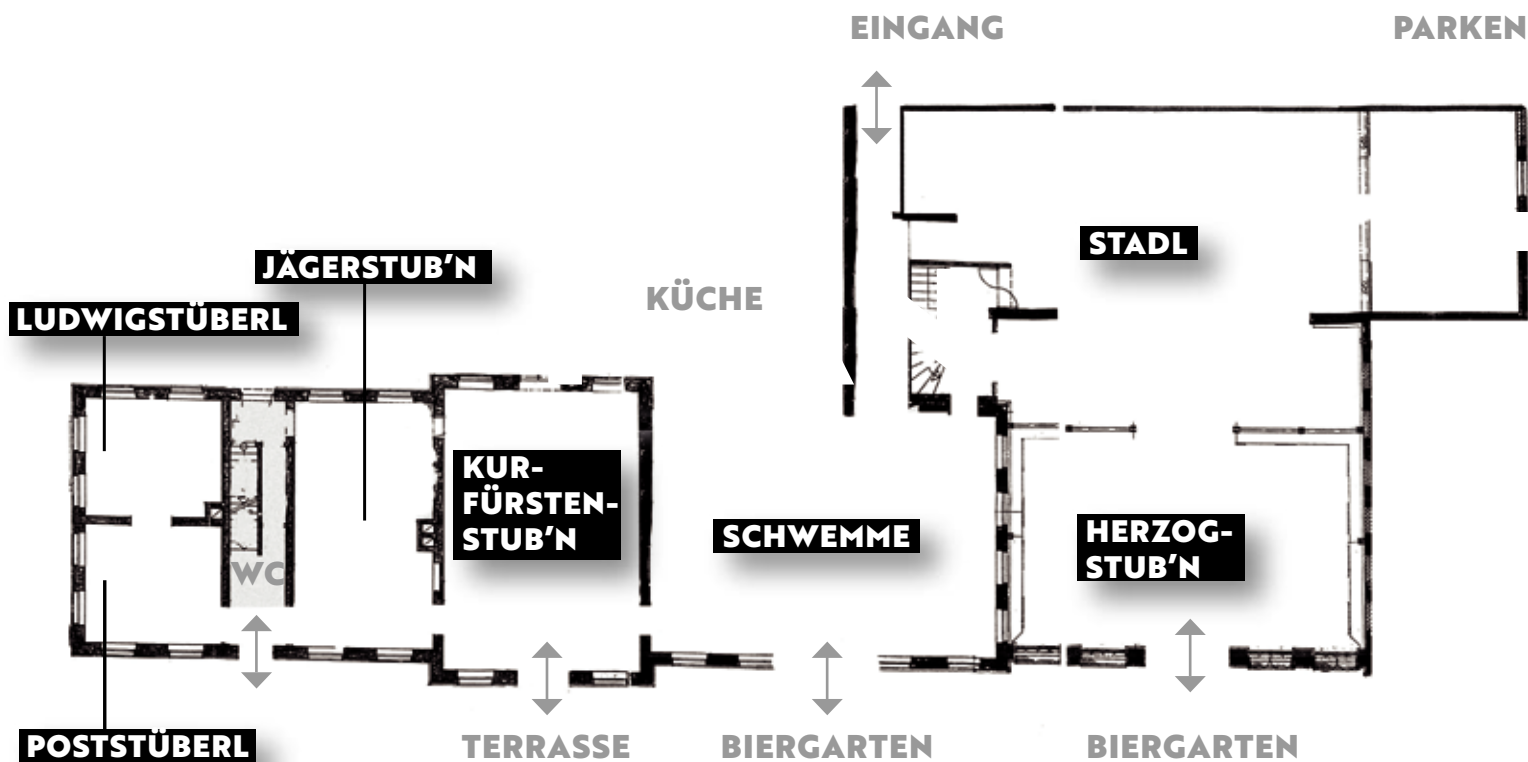 EINGANG
PARKEN
STADL
JÄGERSTUB'N
KÜCHE
LUDWIGSTÜBERL
KUR-
FÜRSTEN-
STUB'N
SCHWEMME
HERZOG-
STUB'N
WC
POSTSTÜBERL
TERRASSE
BIERGARTEN
BIERGARTEN